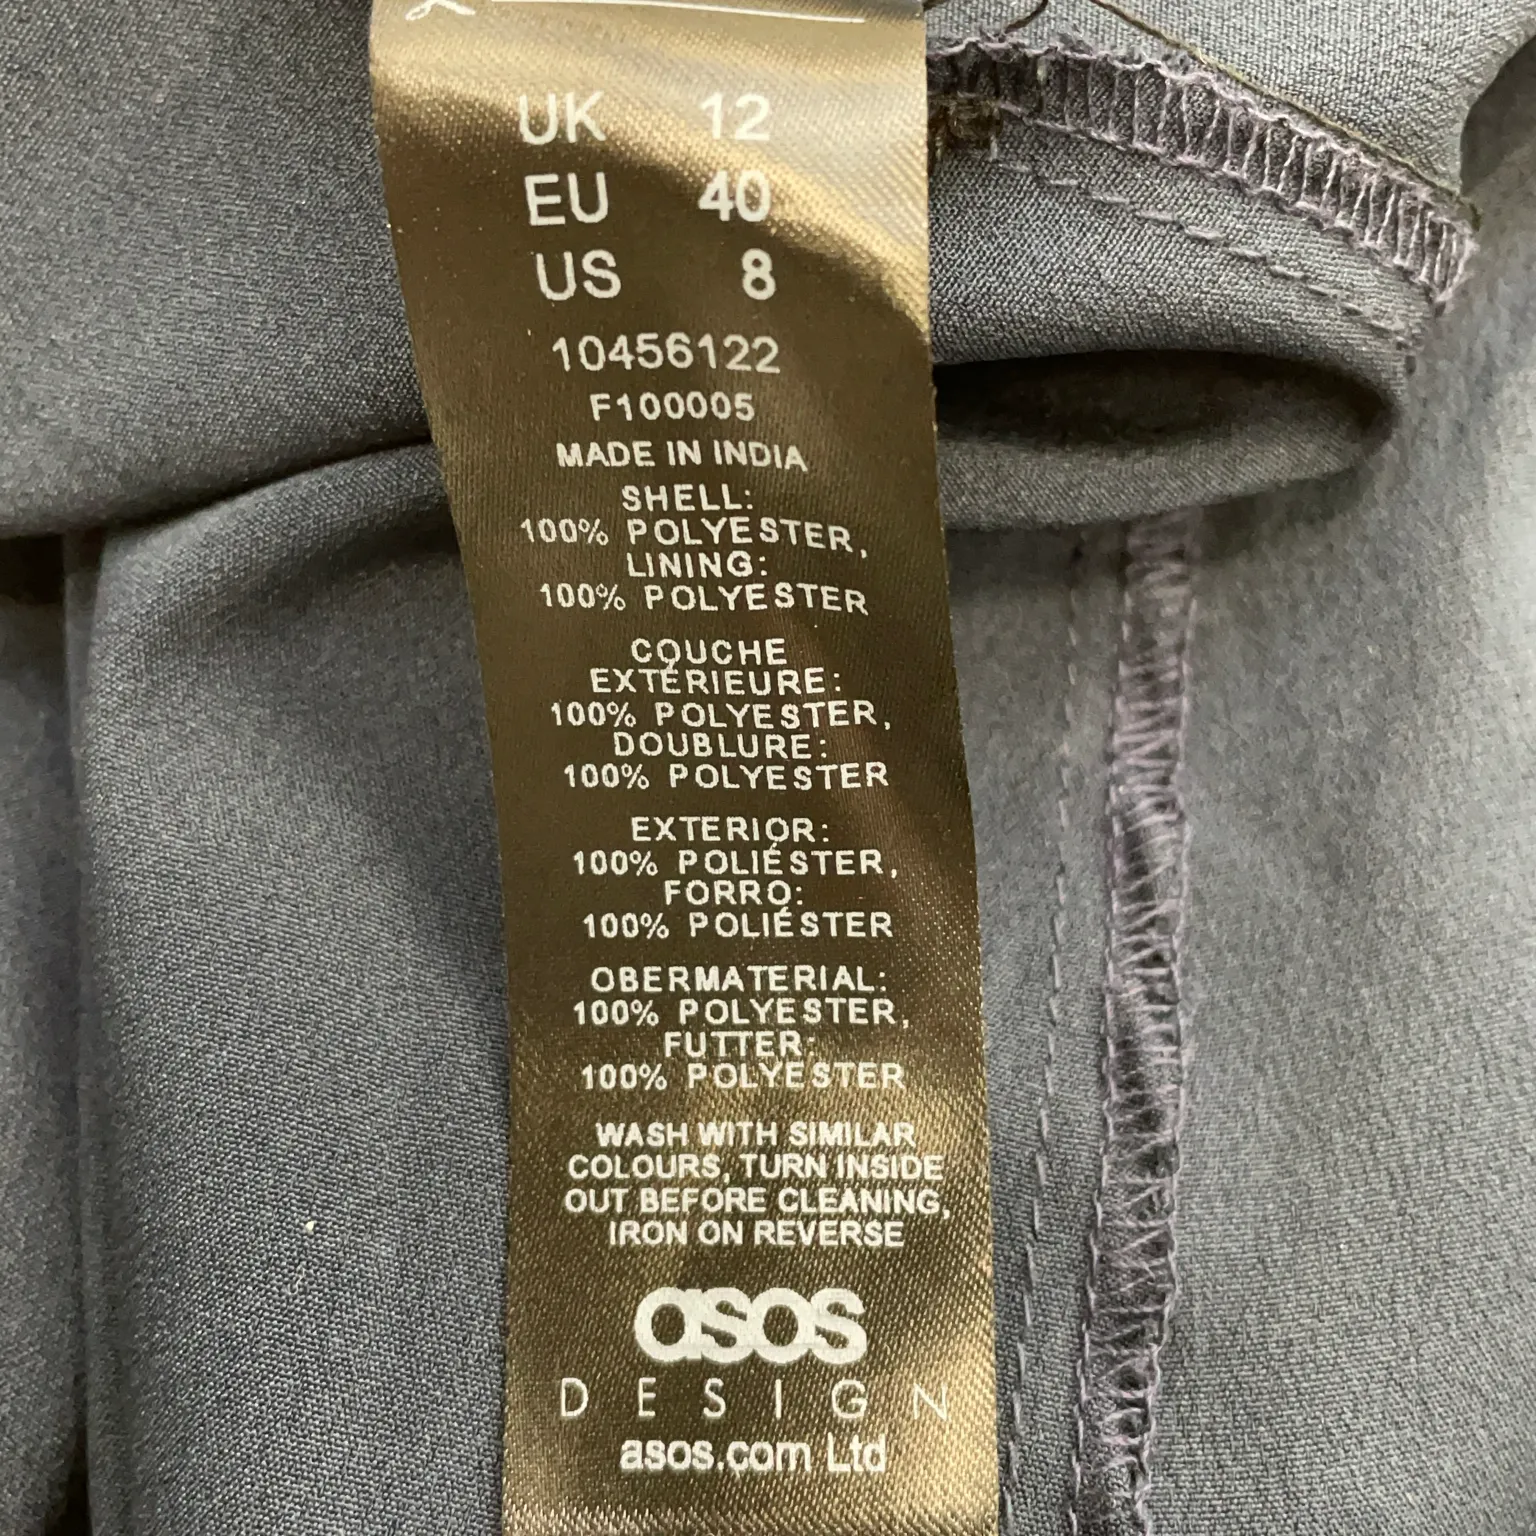 UK 12
EU 40
US 8
10456122
F100005
MADE IN INDIA
SHELL:
100% POLYESTER,
LINING:
100% POLYESTER
COUCHE
EXTÉRIEURE:
100% POLYESTER,
DOUBLURE:
100% POLYESTER
EXTERIOR:
100% POLIÉSTER,
FORRO:
100% POLIÉSTER
OBERMATERIAL:
100% POLYESTER,
FUTTER:
100% POLYESTER
WASH WITH SIMILAR
COLOURS, TURN INSIDE
OUT BEFORE CLEANING,
IRON ON REVERSE
asos
DESIGN
asos.com Ltd